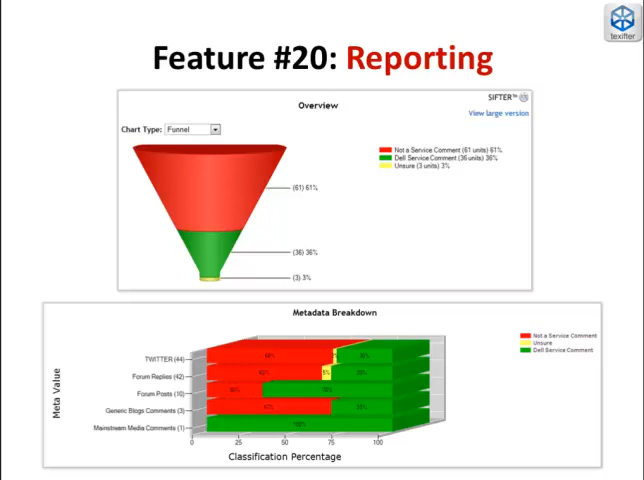 texifter
Feature #20: Reporting
SIFTER™
Overview
View large version
Chart Type: Funnel
Not a Service Comment (61 units) 61%
Dell Service Comment (36 units) 36%
Unsure (3 units) 3%
(61) 61%
(36) 36%
(3) 3%
Metadata Breakdown
Not a Service Comment
Unsure
Dell Service Comment
Meta Value
TWITTER (44)
Forum Replies (42)
5%
Forum Posts (10)
Generic Blogs Comments (3)
67%
Mainstream Media Comments (1)
100%
0 25 50 75 100
Classification Percentage